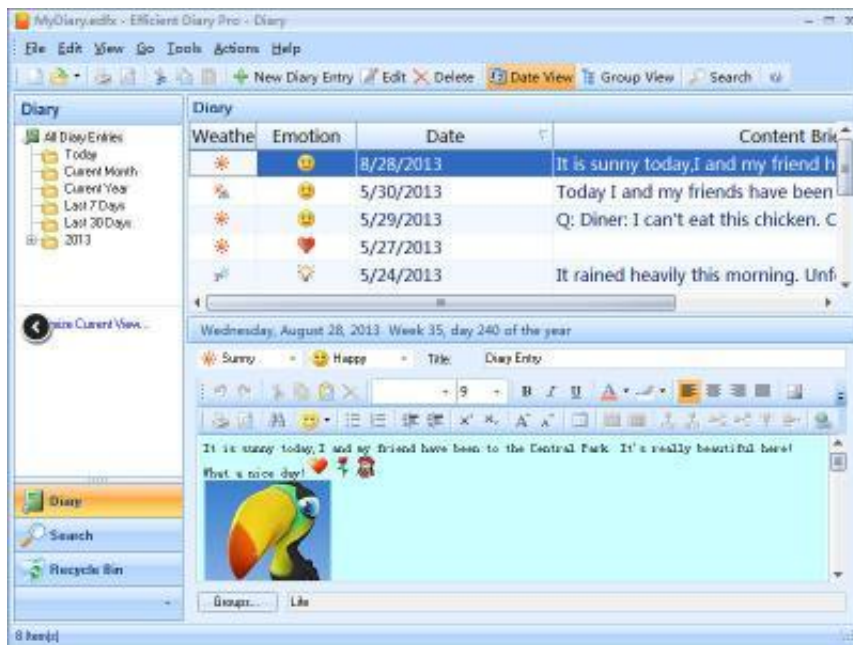 MyDiary.edfx - Efficient Diary Pro - Diary
File Edit View Go Tools Actions Help
New Diary Entry Edit Delete Date View Group View Search
Diary
All Diary Entries
Today
Current Month
Current Year
Last 7 Days
Last 30 Days
2013
Current View...
Diary
Search
Recycle Bin
Diary
Weathe Emotion Date Content Brie
8/28/2013 It is sunny today,I and my friend h
5/30/2013 Today I and my friends have been
5/29/2013 Q: Diner: I can't eat this chicken. C
5/27/2013
5/24/2013 It rained heavily this morning. Unf
Wednesday, August 28, 2013 Week 35, day 240 of the year
Sunny Happy Title: Diary Entry
9 B I U A
It is sunny today,I and my friend have been to the Central Park. It's really beautiful here!
What a nice day!
Groups... Life
8 Item(s)